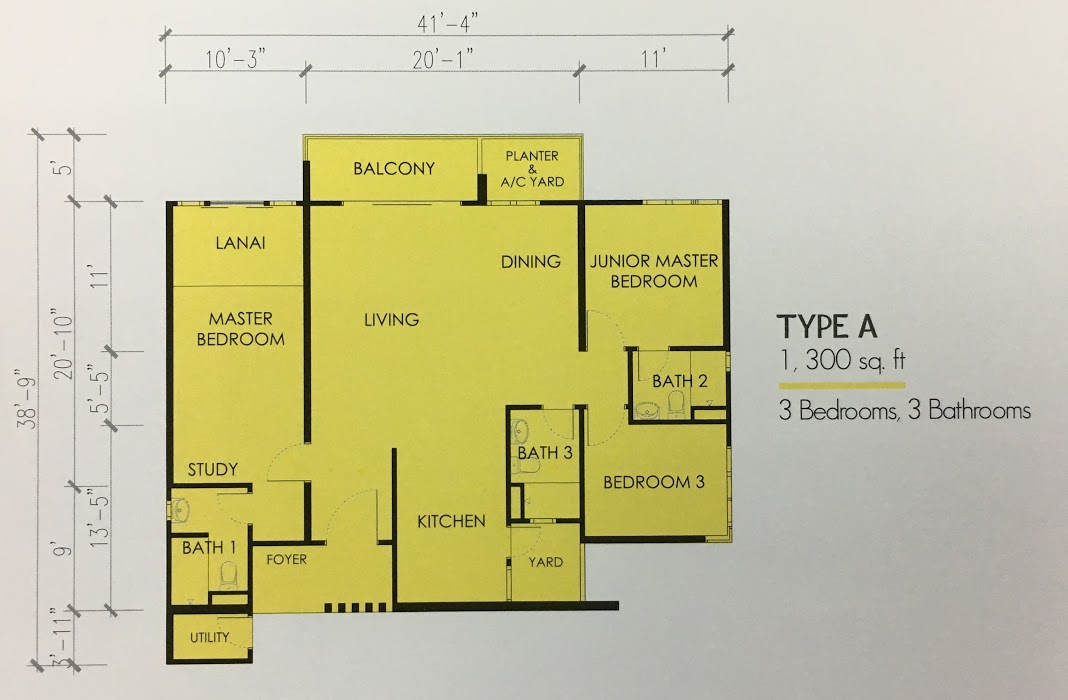 41'-4"
10'-3"
20'-1"
11'
5'
BALCONY
PLANTER
&
A/C YARD
LANAI
DINING
JUNIOR MASTER
BEDROOM
11'
MASTER
BEDROOM
LIVING
TYPE A
20'-10"
1, 300 sq. ft
38'-9"
5'-5"
BATH 2
3 Bedrooms, 3 Bathrooms
STUDY
BATH 3
BEDROOM 3
13'-5"
KITCHEN
9'
BATH 1
FOYER
YARD
3'-11"
UTILITY